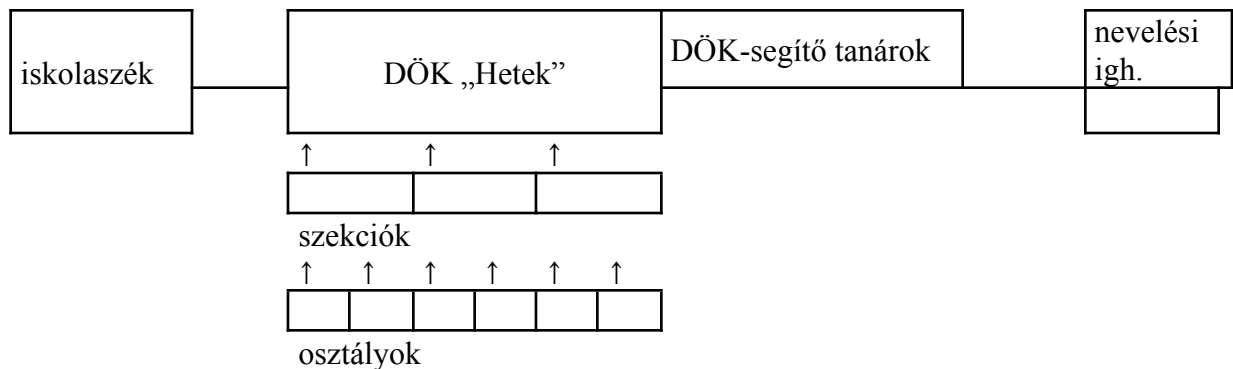 iskolaszék
DÖK „Hetek”
DÖK-segítő tanárok
nevelési
igh.
↑ ↑ ↑
szekciók
↑ ↑ ↑ ↑ ↑ ↑
osztályok